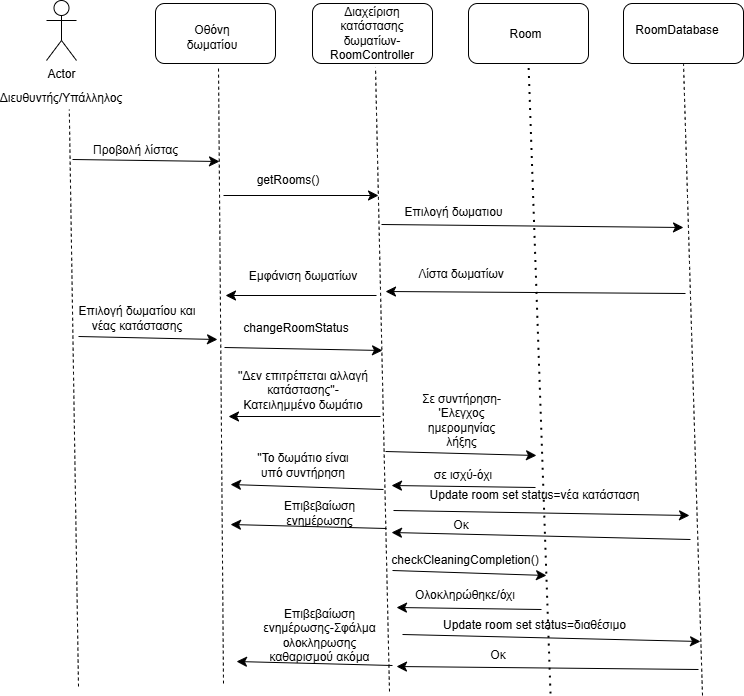 Actor
Διευθυντής/Υπάλληλος
Οθόνη
δωματίου
Διαχείριση
κατάστασης
δωματίων-
RoomController
Room
RoomDatabase
Προβολή λίστας
getRooms()
Επιλογή δωματιου
Λίστα δωματίων
Εμφάνιση δωματίων
Επιλογή δωματίου και
νέας κατάστασης
changeRoomStatus
"Δεν επιτρέπεται αλλαγή
κατάστασης"-
Κατειλημμένο δωμάτιο
Σε συντήρηση-
Έλεγχος
ημερομηνίας
λήξης
"Το δωμάτιο είναι
υπό συντήρηση
σε ισχύ-όχι
Update room set status=νέα κατάσταση
Επιβεβαίωση
ενημέρωσης
Οκ
checkCleaningCompletion()
Ολοκληρώθηκε/όχι
Επιβεβαίωση
ενημέρωσης-Σφάλμα
ολοκληρωσης
καθαρισμού ακόμα
Update room set status=διαθέσιμο
Οκ